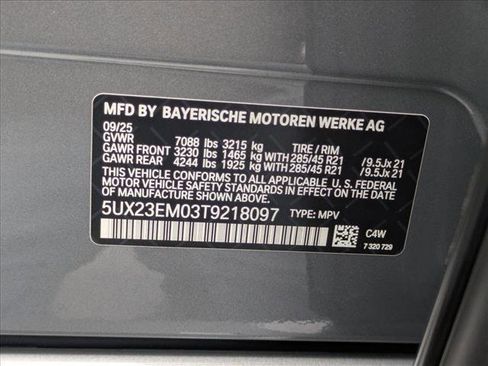 MFD BY BAYERISCHE MOTOREN WERKE AG
09/25
GVWR 7088 lbs 3215 kg TIRE / RIM
GAWR FRONT 3230 lbs 1465 kg WITH 285/45 R21 /9.5Jx 21
GAWR REAR 4244 lbs 1925 kg WITH 285/45 R21 /9.5Jx 21
THIS VEHICLE CONFORMS TO ALL APPLICABLE U. S. FEDERAL
MOTOR VEHICLE SAFETY STANDARDS IN EFFECT ON THE DATE
OF MANUFACTURE SHOWN ABOVE.
5UX23EM03T9218097 TYPE: MPV
C4W
7 320 729